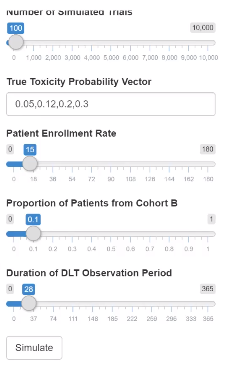 Number of Simulated Trials
100 10,000
0 1,000 2,000 3,000 4,000 5,000 6,000 7,000 8,000 9,000 10,000
True Toxicity Probability Vector
0.05,0.12,0.2,0.3
Patient Enrollment Rate
0 15 180
0 18 36 54 72 90 108 126 144 162 180
Proportion of Patients from Cohort B
0 0.1 1
0 0.1 0.2 0.3 0.4 0.5 0.6 0.7 0.8 0.9 1
Duration of DLT Observation Period
0 28 365
0 37 74 111 148 185 222 259 296 333 365
Simulate